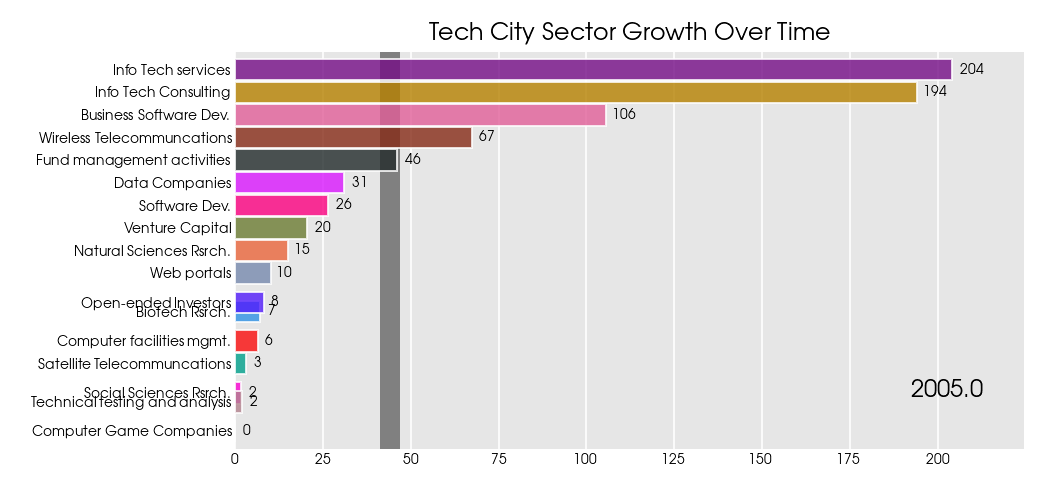 Tech City Sector Growth Over Time
Info Tech services 204
Info Tech Consulting 194
Business Software Dev. 106
Wireless Telecommuncations 67
Fund management activities 46
Data Companies 31
Software Dev. 26
Venture Capital 20
Natural Sciences Rsrch. 15
Web portals 10
Open-ended Investors 8
Biotech Rsrch. 7
Computer facilities mgmt. 6
Satellite Telecommuncations 3
Social Sciences Rsrch. 2
Technical testing and analysis 2
Computer Game Companies 0
2005.0
0 25 50 75 100 125 150 175 200